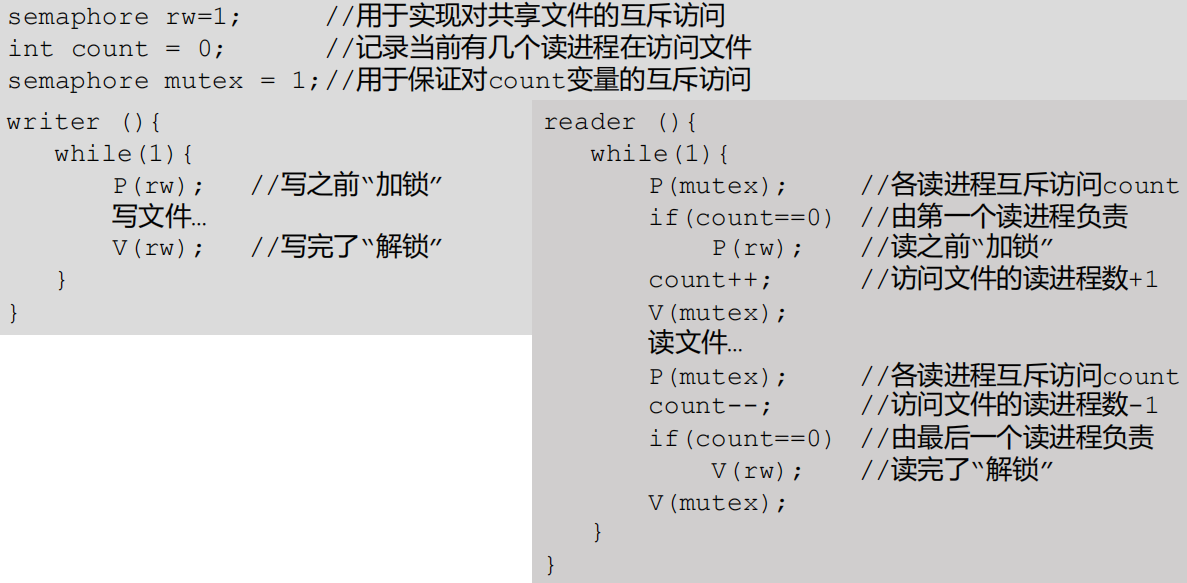 semaphore rw=1; //用于实现对共享文件的互斥访问
int count = 0; //记录当前有几个读进程在访问文件
semaphore mutex = 1;//用于保证对count变量的互斥访问
writer (){
while(1){
P(rw); //写之前“加锁”
写文件…
V(rw); //写完了“解锁”
}
}
reader (){
while(1){
P(mutex); //各读进程互斥访问count
if(count==0) //由第一个读进程负责
P(rw); //读之前“加锁”
count++; //访问文件的读进程数+1
V(mutex);
读文件…
P(mutex); //各读进程互斥访问count
count--; //访问文件的读进程数-1
if(count==0) //由最后一个读进程负责
V(rw); //读完了“解锁”
V(mutex);
}
}